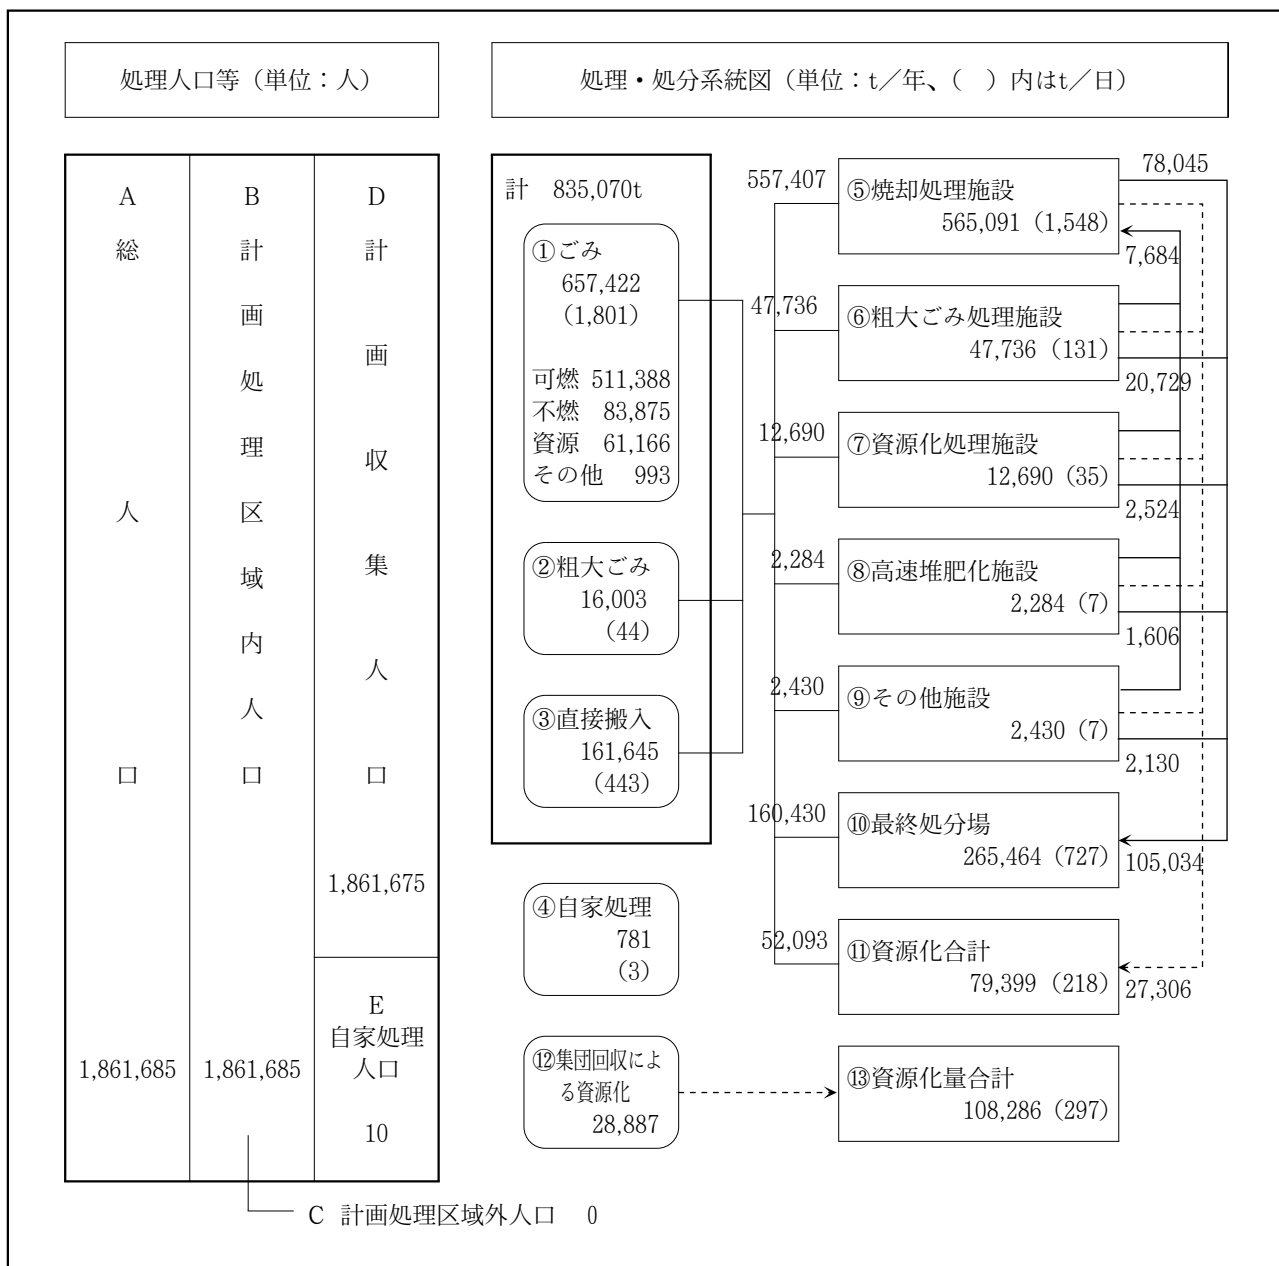 処理人口等（単位：人）
処理・処分系統図（単位：t／年、（　）内はt／日）
A
総人口
1,861,685
B
計画処理区域内人口
1,861,685
D
計画収集人口
1,861,675
E
自家処理
人口
10
C 計画処理区域外人口 0
計 835,070t
①ごみ
657,422
（1,801）
可燃 511,388
不燃 83,875
資源 61,166
その他 993
②粗大ごみ
16,003
（44）
③直接搬入
161,645
（443）
④自家処理
781
（3）
⑫集団回収によ
る資源化
28,887
557,407
⑤焼却処理施設
565,091（1,548）
78,045
7,684
47,736
⑥粗大ごみ処理施設
47,736（131）
20,729
12,690
⑦資源化処理施設
12,690（35）
2,524
2,284
⑧高速堆肥化施設
2,284（7）
1,606
2,430
⑨その他施設
2,430（7）
2,130
160,430
⑩最終処分場
265,464（727）
105,034
52,093
⑪資源化合計
79,399（218）
27,306
⑬資源化量合計
108,286（297）